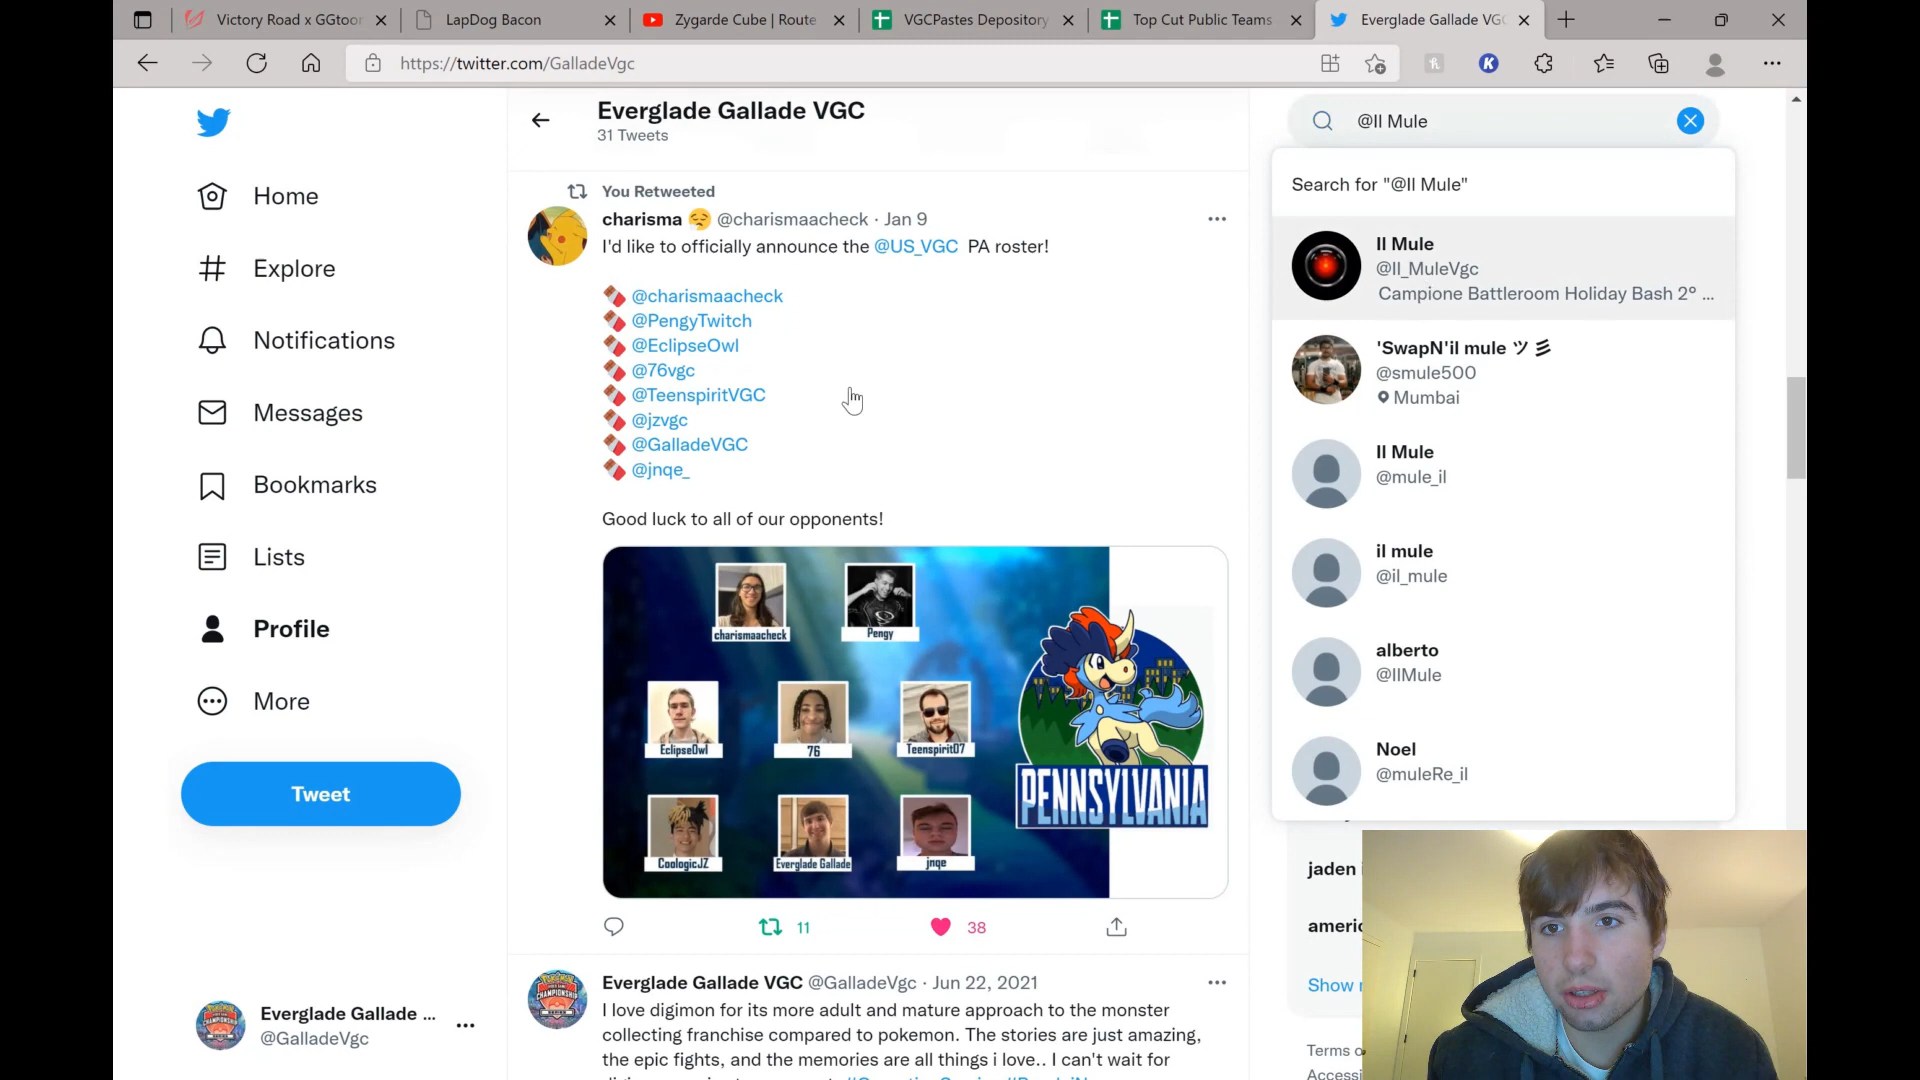 Victory Road x GGtoor
LapDog Bacon
Zygarde Cube | Route
VGCPastes Depository
Top Cut Public Teams
Everglade Gallade VGC
https://twitter.com/GalladeVgc
Home
Explore
Notifications
Messages
Bookmarks
Lists
Profile
More
Tweet
Everglade Gallade ...
@GalladeVgc
Everglade Gallade VGC
31 Tweets
You Retweeted
charisma 😔 @charismaacheck · Jan 9
I'd like to officially announce the @US_VGC PA roster!
🍫 @charismaacheck
🍫 @PengyTwitch
🍫 @EclipseOwl
🍫 @76vgc
🍫 @TeenspiritVGC
🍫 @jzvgc
🍫 @GalladeVGC
🍫 @jnqe_
Good luck to all of our opponents!
charismaacheck
Pengy
EclipseOwl
76
Teenspirit07
CoologicJZ
Everglade Gallade
jnqe
PENNSYLVANIA
11
38
Everglade Gallade VGC @GalladeVgc · Jun 22, 2021
I love digimon for its more adult and mature approach to the monster
collecting franchise compared to pokemon. The stories are just amazing,
the epic fights, and the memories are all things i love.. I can't wait for
@Il Mule
Search for "@Il Mule"
Il Mule
@Il_MuleVgc
Campione Battleroom Holiday Bash 2° ...
'SwapN'il mule ツ 彡
@smule500
Mumbai
Il Mule
@mule_il
il mule
@il_mule
alberto
@IlMule
Noel
@muleRe_il
jaden
americ
Show
Terms
Accessi